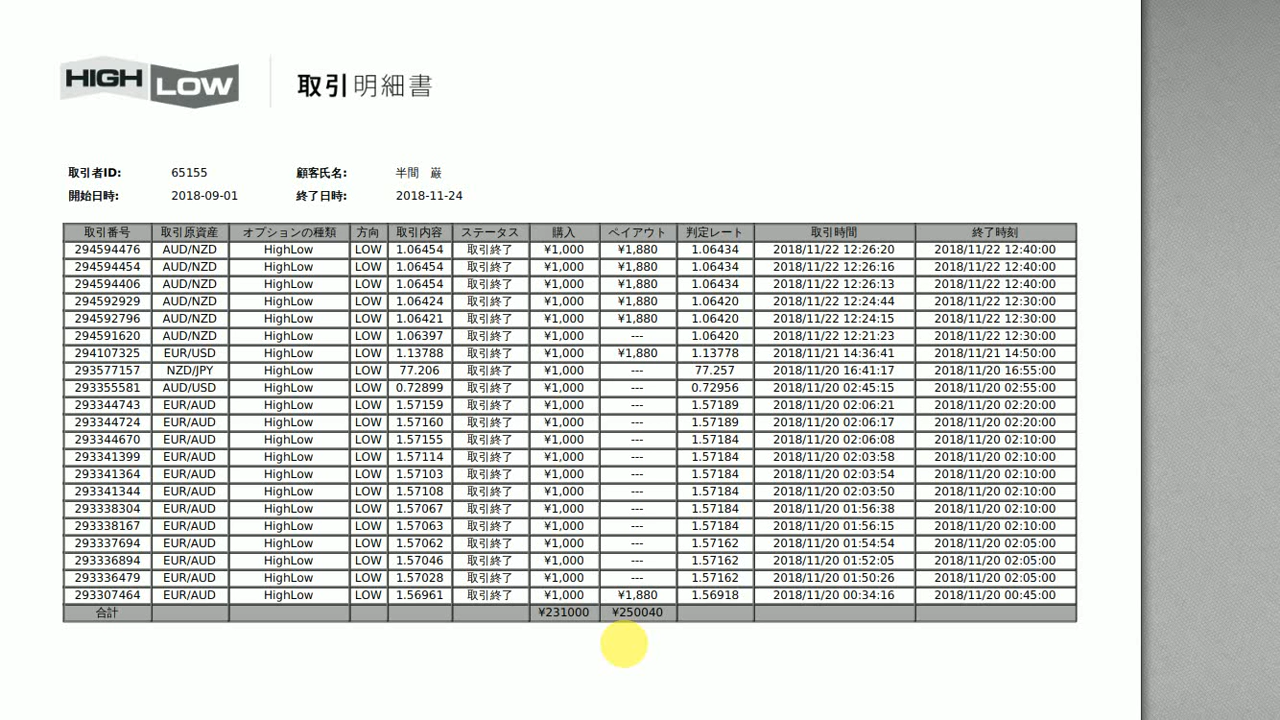 HIGH LOW 取引明細書
取引者ID: 65155 顧客氏名: 半間 巌
開始日時: 2018-09-01 終了日時: 2018-11-24
取引番号 取引原資産 オプションの種類 方向 取引内容 ステータス 購入 ペイアウト 判定レート 取引時間 終了時刻
294594476 AUD/NZD HighLow LOW 1.06454 取引終了 ¥1,000 ¥1,880 1.06434 2018/11/22 12:26:20 2018/11/22 12:40:00
294594454 AUD/NZD HighLow LOW 1.06454 取引終了 ¥1,000 ¥1,880 1.06434 2018/11/22 12:26:16 2018/11/22 12:40:00
294594406 AUD/NZD HighLow LOW 1.06454 取引終了 ¥1,000 ¥1,880 1.06434 2018/11/22 12:26:13 2018/11/22 12:40:00
294592929 AUD/NZD HighLow LOW 1.06424 取引終了 ¥1,000 ¥1,880 1.06420 2018/11/22 12:24:44 2018/11/22 12:30:00
294592796 AUD/NZD HighLow LOW 1.06421 取引終了 ¥1,000 ¥1,880 1.06420 2018/11/22 12:24:15 2018/11/22 12:30:00
294591620 AUD/NZD HighLow LOW 1.06397 取引終了 ¥1,000 --- 1.06420 2018/11/22 12:21:23 2018/11/22 12:30:00
294107325 EUR/USD HighLow LOW 1.13788 取引終了 ¥1,000 ¥1,880 1.13778 2018/11/21 14:36:41 2018/11/21 14:50:00
293577157 NZD/JPY HighLow LOW 77.206 取引終了 ¥1,000 --- 77.257 2018/11/20 16:41:17 2018/11/20 16:55:00
293355581 AUD/USD HighLow LOW 0.72899 取引終了 ¥1,000 --- 0.72956 2018/11/20 02:45:15 2018/11/20 02:55:00
293344743 EUR/AUD HighLow LOW 1.57159 取引終了 ¥1,000 --- 1.57189 2018/11/20 02:06:21 2018/11/20 02:20:00
293344724 EUR/AUD HighLow LOW 1.57160 取引終了 ¥1,000 --- 1.57189 2018/11/20 02:06:17 2018/11/20 02:20:00
293344670 EUR/AUD HighLow LOW 1.57155 取引終了 ¥1,000 --- 1.57184 2018/11/20 02:06:08 2018/11/20 02:10:00
293341399 EUR/AUD HighLow LOW 1.57114 取引終了 ¥1,000 --- 1.57184 2018/11/20 02:03:58 2018/11/20 02:10:00
293341364 EUR/AUD HighLow LOW 1.57103 取引終了 ¥1,000 --- 1.57184 2018/11/20 02:03:54 2018/11/20 02:10:00
293341344 EUR/AUD HighLow LOW 1.57108 取引終了 ¥1,000 --- 1.57184 2018/11/20 02:03:50 2018/11/20 02:10:00
293338304 EUR/AUD HighLow LOW 1.57067 取引終了 ¥1,000 --- 1.57184 2018/11/20 01:56:38 2018/11/20 02:10:00
293338167 EUR/AUD HighLow LOW 1.57063 取引終了 ¥1,000 --- 1.57184 2018/11/20 01:56:15 2018/11/20 02:10:00
293337694 EUR/AUD HighLow LOW 1.57062 取引終了 ¥1,000 --- 1.57162 2018/11/20 01:54:54 2018/11/20 02:05:00
293336894 EUR/AUD HighLow LOW 1.57046 取引終了 ¥1,000 --- 1.57162 2018/11/20 01:52:05 2018/11/20 02:05:00
293336479 EUR/AUD HighLow LOW 1.57028 取引終了 ¥1,000 --- 1.57162 2018/11/20 01:50:26 2018/11/20 02:05:00
293307464 EUR/AUD HighLow LOW 1.56961 取引終了 ¥1,000 ¥1,880 1.56918 2018/11/20 00:34:16 2018/11/20 00:45:00
合計 ¥231000 ¥250040